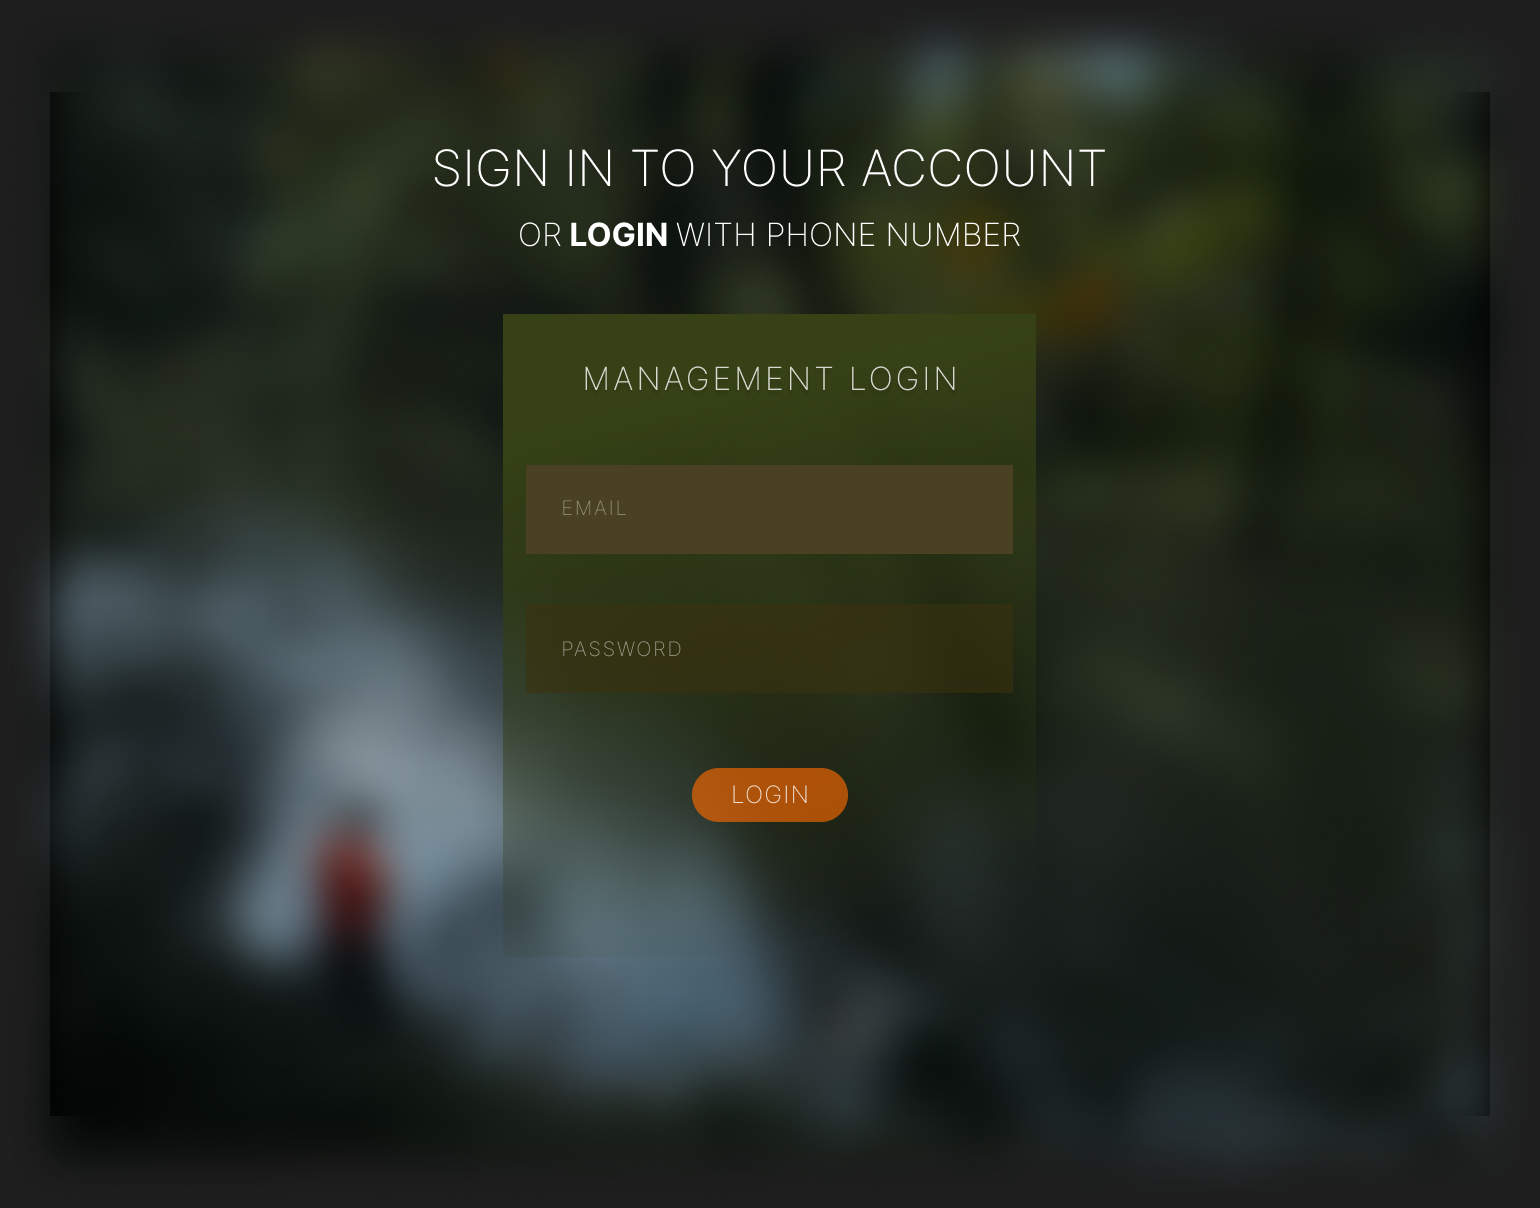 SIGN IN TO YOUR ACCOUNT
OR LOGIN WITH PHONE NUMBER
MANAGEMENT LOGIN
EMAIL
PASSWORD
LOGIN